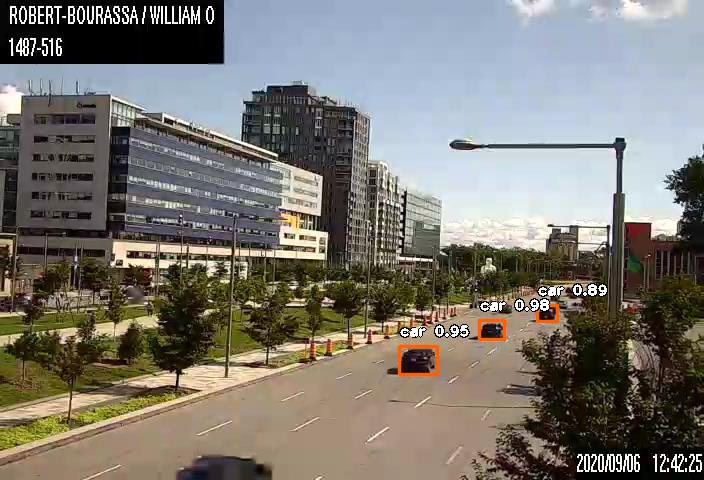 ROBERT-BOURASSA / WILLIAM O
1487-516
car 0.89
car 0.98
car 0.95
2020/09/06 12:42:25